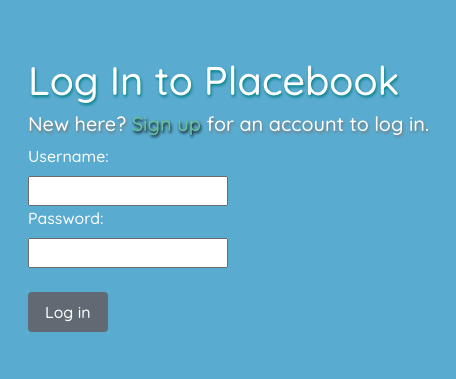 Log In to Placebook
New here? Sign up for an account to log in.
Username:
Password:
Log in